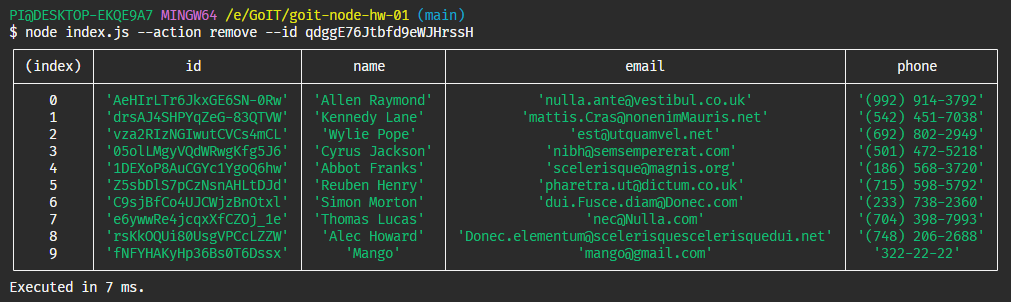 PI@DESKTOP-EKQE9A7 MINGW64 /e/GoIT/goit-node-hw-01 (main)
$ node index.js --action remove --id qdggE76Jtbfd9eWJHrssH
(index) id name email phone
0 'AeHIrLTr6JkxGE6SN-0Rw' 'Allen Raymond' 'nulla.ante@vestibul.co.uk' '(992) 914-3792'
1 'drsAJ4SHPYqZeG-83QTVW' 'Kennedy Lane' 'mattis.Cras@nonenimMauris.net' '(542) 451-7038'
2 'vza2RIzNGIwutCVCs4mCL' 'Wylie Pope' 'est@utquamvel.net' '(692) 802-2949'
3 '05olLMgyVQdWRwgKfg5J6' 'Cyrus Jackson' 'nibh@semsempererat.com' '(501) 472-5218'
4 '1DEXoP8AuCGYc1YgoQ6hw' 'Abbot Franks' 'scelerisque@magnis.org' '(186) 568-3720'
5 'Z5sbDlS7pCzNsnAHLtDJd' 'Reuben Henry' 'pharetra.ut@dictum.co.uk' '(715) 598-5792'
6 'C9sjBfCo4UJCWjzBnOtxl' 'Simon Morton' 'dui.Fusce.diam@Donec.com' '(233) 738-2360'
7 'e6ywwRe4jcqxXfCZOj_1e' 'Thomas Lucas' 'nec@Nulla.com' '(704) 398-7993'
8 'rsKkOQUi80UsgVPCcLZZW' 'Alec Howard' 'Donec.elementum@scelerisquescelerisquedui.net' '(748) 206-2688'
9 'fNFYHAKyHp36Bs0T6Dssx' 'Mango' 'mango@gmail.com' '322-22-22'
Executed in 7 ms.